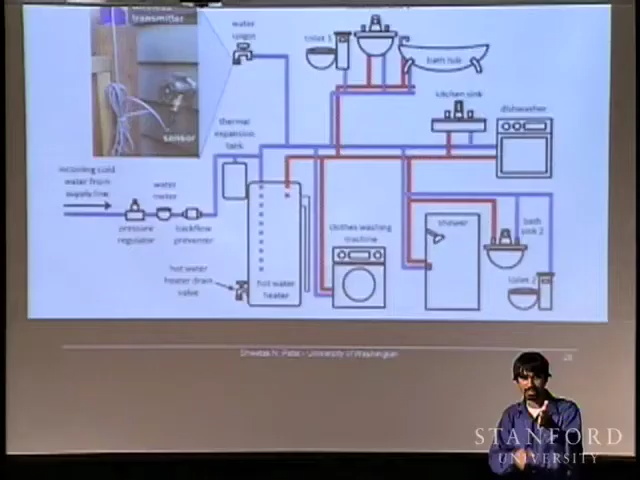 transmitter
water
toilet 1
bath tub
sensor
kitchen sink
dishwasher
thermal
expansion
tank
incoming cold
water from
supply line
water
meter
pressure
regulator
backflow
preventer
hot water
heater drain
valve
hot water
heater
clothes washing
machine
shower
bath
sink 2
toilet 2
Shwetak N. Patel - University of Washington
STANFORD
UNIVERSITY